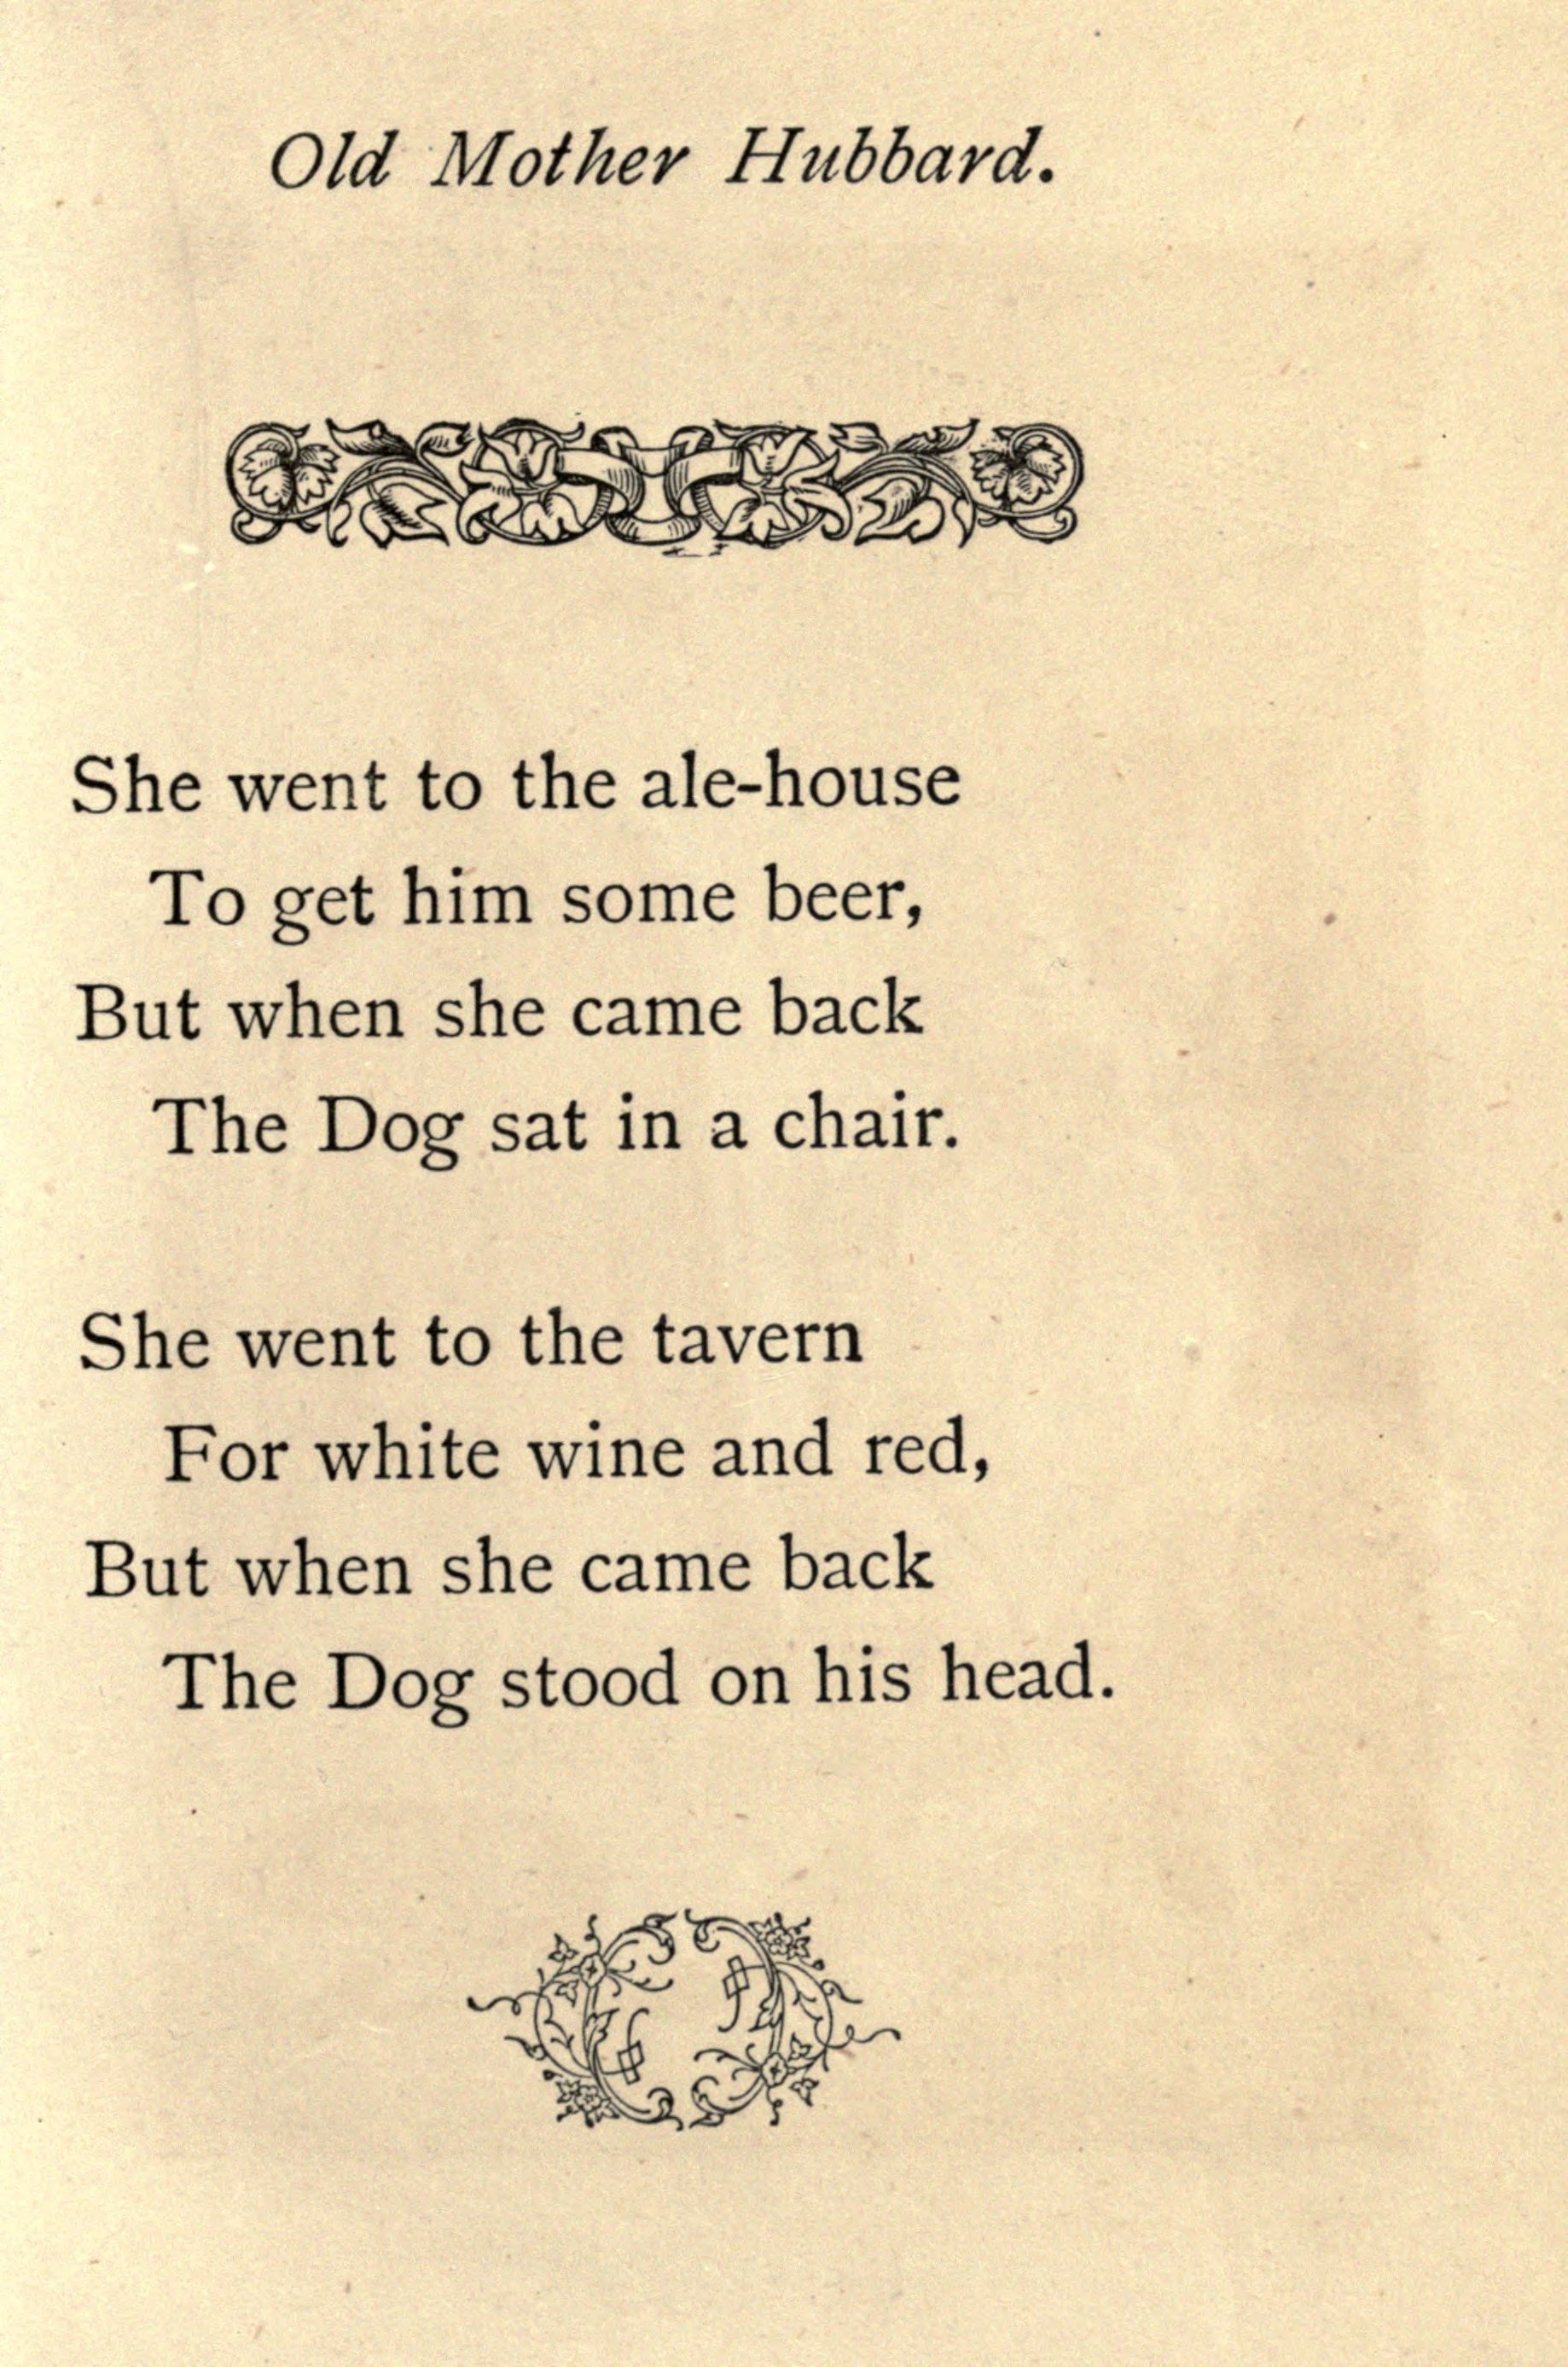 Old Mother Hubbard.
She went to the ale-house
To get him some beer,
But when she came back
The Dog sat in a chair.
She went to the tavern
For white wine and red,
But when she came back
The Dog stood on his head.